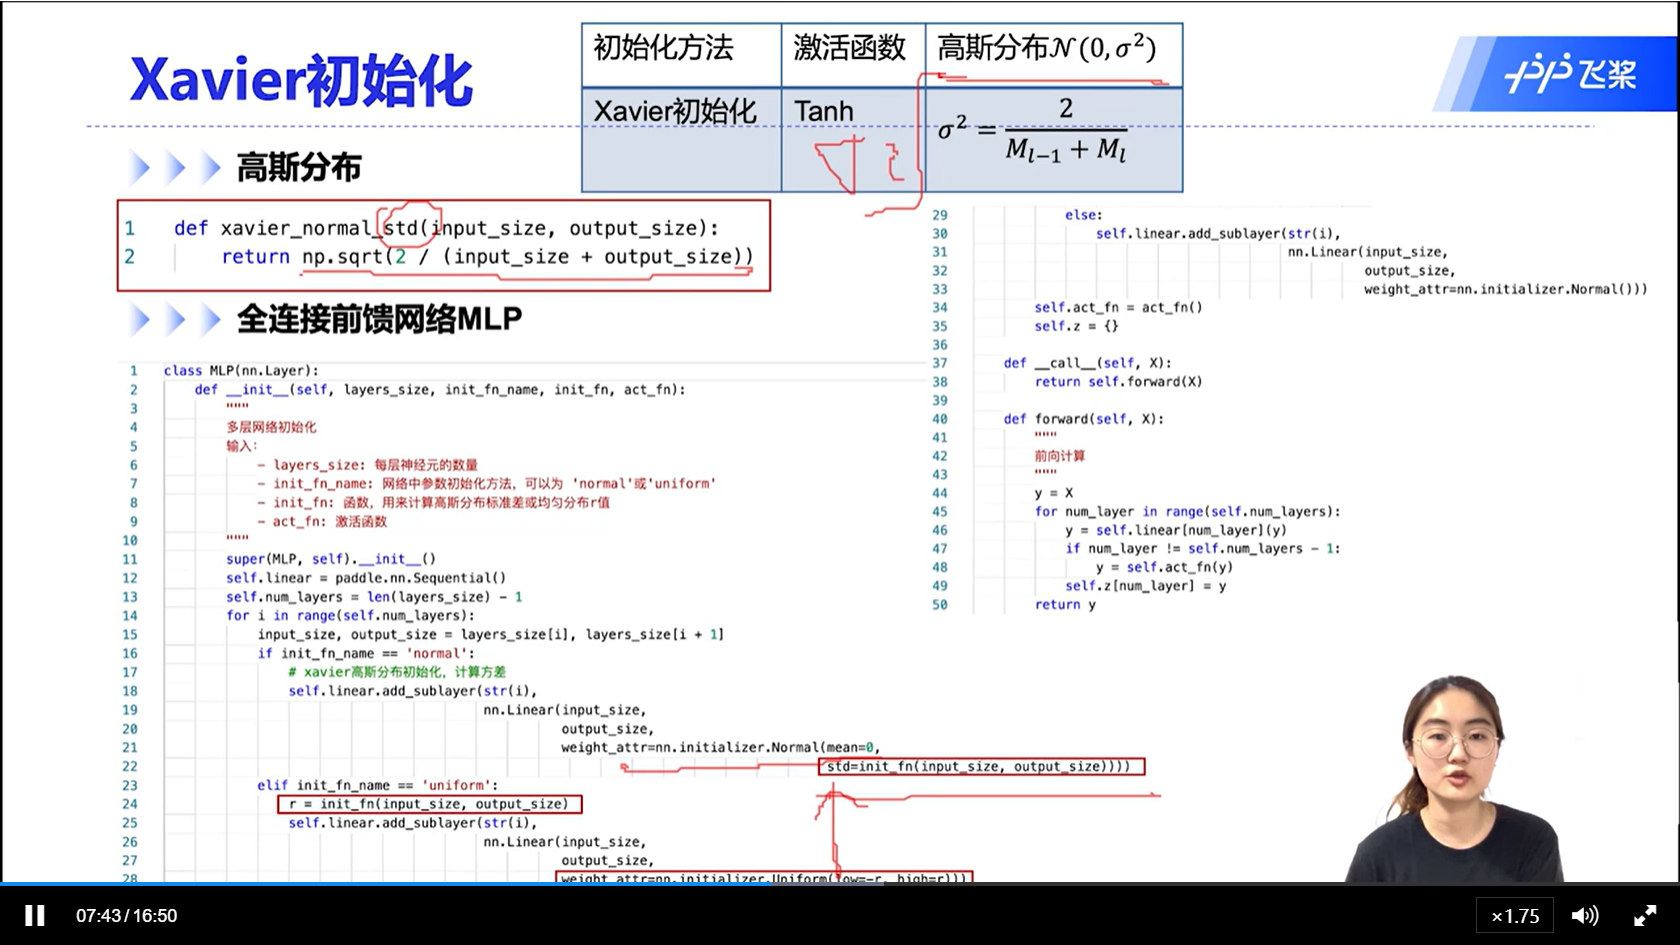 Xavier初始化
初始化方法 激活函数 高斯分布𝒩(0,σ²)
Xavier初始化 Tanh σ² = 2 / (M_{l-1} + M_l)
飞桨
高斯分布
1 def xavier_normal_std(input_size, output_size):
2     return np.sqrt(2 / (input_size + output_size))
全连接前馈网络MLP
1 class MLP(nn.Layer):
2     def __init__(self, layers_size, init_fn_name, init_fn, act_fn):
3         """
4         多层网络初始化
5         输入:
6             - layers_size: 每层神经元的数量
7             - init_fn_name: 网络中参数初始化方法，可以为 'normal'或'uniform'
8             - init_fn: 函数，用来计算高斯分布标准差或均匀分布r值
9             - act_fn: 激活函数
10         """
11         super(MLP, self).__init__()
12         self.linear = paddle.nn.Sequential()
13         self.num_layers = len(layers_size) - 1
14         for i in range(self.num_layers):
15             input_size, output_size = layers_size[i], layers_size[i + 1]
16             if init_fn_name == 'normal':
17                 # xavier高斯分布初始化，计算方差
18                 self.linear.add_sublayer(str(i),
19                                          nn.Linear(input_size,
20                                                    output_size,
21                                                    weight_attr=nn.initializer.Normal(mean=0,
22                                                    std=init_fn(input_size, output_size))))
23             elif init_fn_name == 'uniform':
24                 r = init_fn(input_size, output_size)
25                 self.linear.add_sublayer(str(i),
26                                          nn.Linear(input_size,
27                                                    output_size,
28                                                    weight_attr=nn.initializer.Uniform(low=-r, high=r)))
29             else:
30                 self.linear.add_sublayer(str(i),
31                                          nn.Linear(input_size,
32                                                    output_size,
33                                                    weight_attr=nn.initializer.Normal()))
34         self.act_fn = act_fn()
35         self.z = {}
36
37     def __call__(self, X):
38         return self.forward(X)
39
40     def forward(self, X):
41         """
42         前向计算
43         """
44         y = X
45         for num_layer in range(self.num_layers):
46             y = self.linear[num_layer](y)
47             if num_layer != self.num_layers - 1:
48                 y = self.act_fn(y)
49             self.z[num_layer] = y
50         return y
07:43/16:50
×1.75